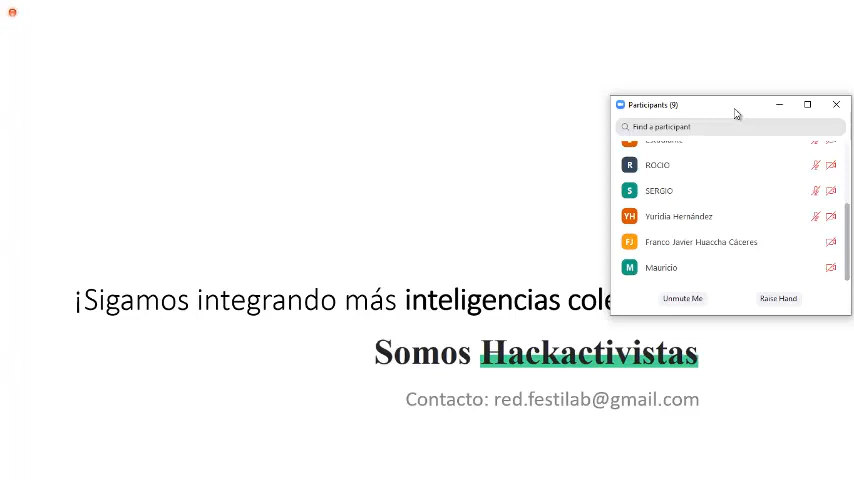 Participants (9)
Find a participant
Estudiante
R ROCIO
S SERGIO
YH Yuridia Hernández
FJ Franco Javier Huaccha Cáceres
M Mauricio
Unmute Me Raise Hand
¡Sigamos integrando más inteligencias
Somos Hackactivistas
Contacto: red.festilab@gmail.com